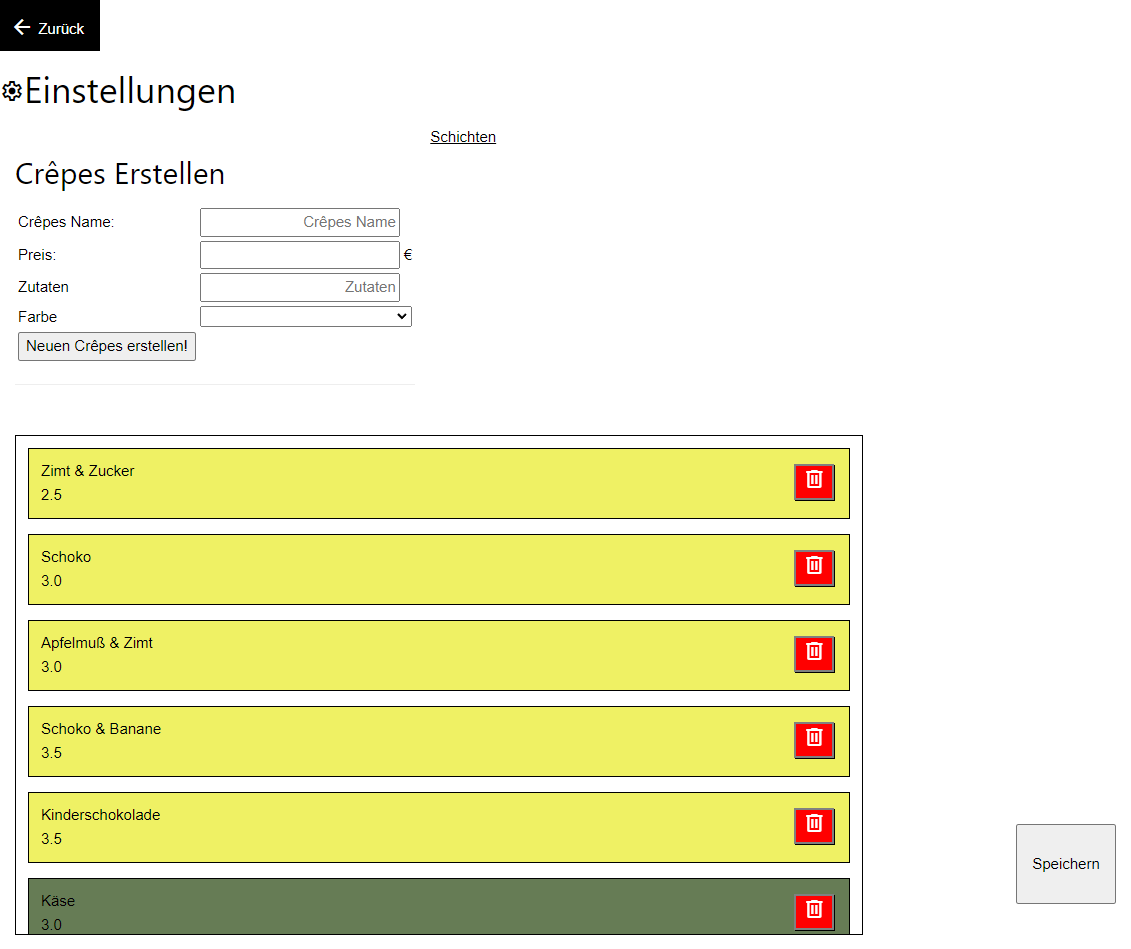 Zurück
Einstellungen
Schichten
Crêpes Erstellen
Crêpes Name: Crêpes Name
Preis: €
Zutaten Zutaten
Farbe
Neuen Crêpes erstellen!
Zimt & Zucker
2.5
Schoko
3.0
Apfelmuß & Zimt
3.0
Schoko & Banane
3.5
Kinderschokolade
3.5
Speichern
Käse
3.0